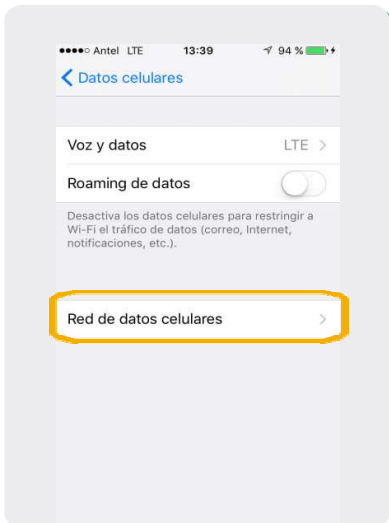 Antel LTE 13:39 94 %
Datos celulares
Voz y datos LTE
Roaming de datos
Desactiva los datos celulares para restringir a
Wi-Fi el tráfico de datos (correo, Internet,
notificaciones, etc.).
Red de datos celulares